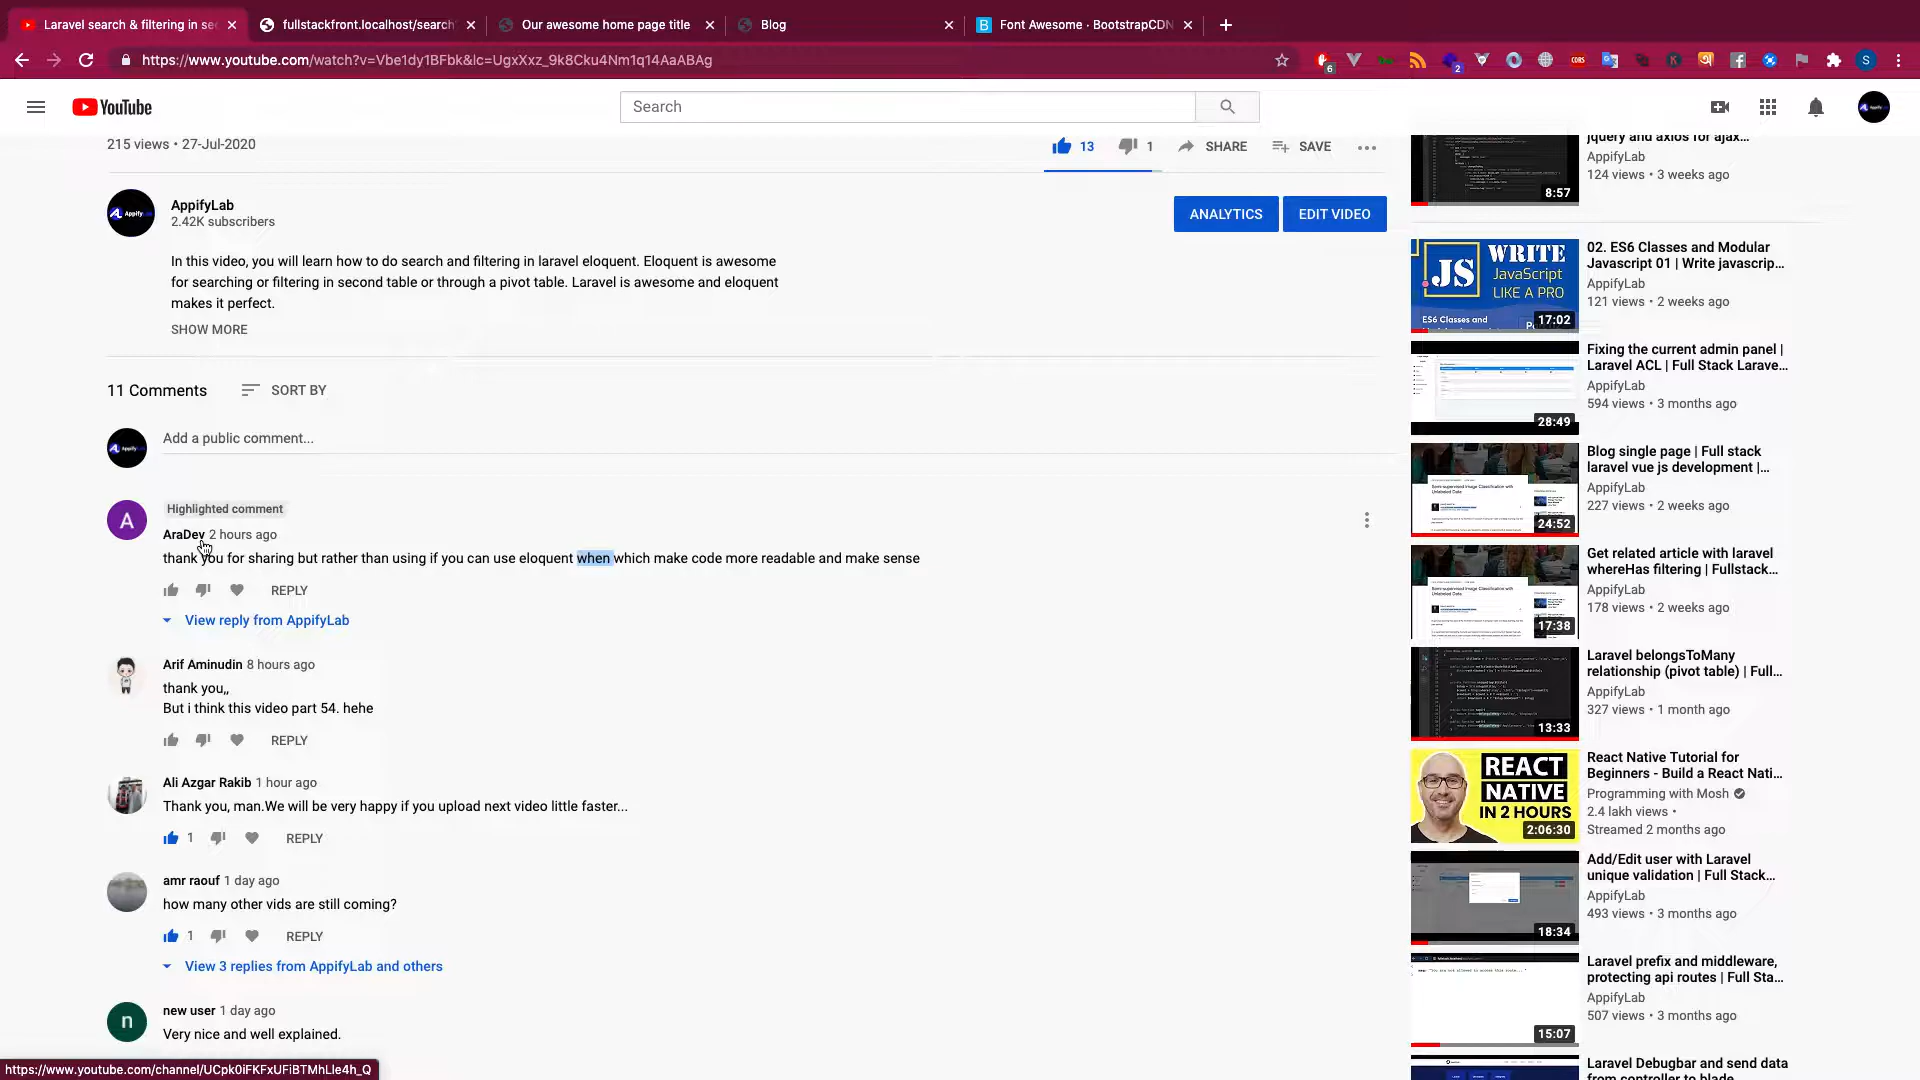 Laravel search & filtering in se
fullstackfront.localhost/search
Our awesome home page title
Blog
B Font Awesome · BootstrapCDN
https://www.youtube.com/watch?v=Vbe1dy1BFbk&lc=UgxXxz_9k8Cku4Nm1q14AaABAg
6
2
CORS
S
YouTube
Search
215 views • 27-Jul-2020
13
1
SHARE
SAVE
AppifyLab
2.42K subscribers
ANALYTICS
EDIT VIDEO
In this video, you will learn how to do search and filtering in laravel eloquent. Eloquent is awesome
for searching or filtering in second table or through a pivot table. Laravel is awesome and eloquent
makes it perfect.
SHOW MORE
11 Comments
SORT BY
Add a public comment...
A
Highlighted comment
AraDev 2 hours ago
thank you for sharing but rather than using if you can use eloquent when which make code more readable and make sense
REPLY
View reply from AppifyLab
Arif Aminudin 8 hours ago
thank you,,
But i think this video part 54. hehe
REPLY
Ali Azgar Rakib 1 hour ago
Thank you, man.We will be very happy if you upload next video little faster...
1
REPLY
amr raouf 1 day ago
how many other vids are still coming?
1
REPLY
View 3 replies from AppifyLab and others
n
new user 1 day ago
Very nice and well explained.
https://www.youtube.com/channel/UCpk0iFKFxUFiBTMhLle4h_Q
jquery and axios for ajax...
AppifyLab
124 views • 3 weeks ago
8:57
JS WRITE
JavaScript
LIKE A PRO
ES6 Classes and
17:02
02. ES6 Classes and Modular
Javascript 01 | Write javascrip...
AppifyLab
121 views • 2 weeks ago
28:49
Fixing the current admin panel |
Laravel ACL | Full Stack Larave...
AppifyLab
594 views • 3 months ago
24:52
Blog single page | Full stack
laravel vue js development |...
AppifyLab
227 views • 2 weeks ago
17:38
Get related article with laravel
whereHas filtering | Fullstack...
AppifyLab
178 views • 2 weeks ago
13:33
Laravel belongsToMany
relationship (pivot table) | Full...
AppifyLab
327 views • 1 month ago
REACT
NATIVE
IN 2 HOURS
2:06:30
React Native Tutorial for
Beginners - Build a React Nati...
Programming with Mosh
2.4 lakh views •
Streamed 2 months ago
18:34
Add/Edit user with Laravel
unique validation | Full Stack...
AppifyLab
493 views • 3 months ago
15:07
Laravel prefix and middleware,
protecting api routes | Full Sta...
AppifyLab
507 views • 3 months ago
Laravel Debugbar and send data
from controller to blade